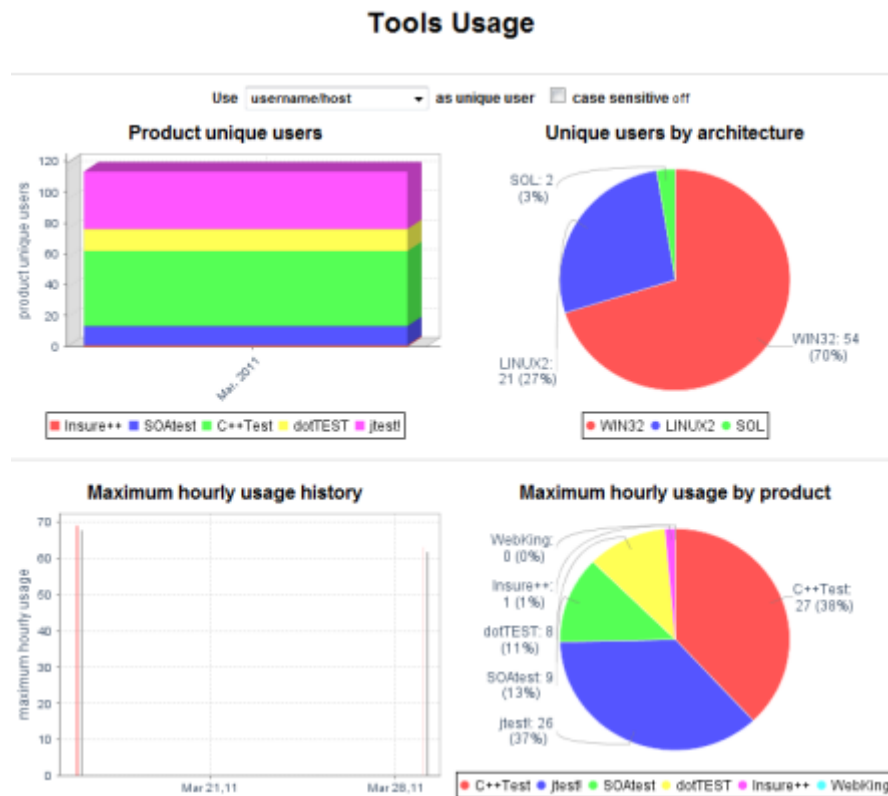 Tools Usage
Use username/host as unique user case sensitive off
Product unique users
120
100
80
60
40
20
0
product unique users
Mar, 2011
Insure++ SOAtest C++Test dotTEST jtest!
Unique users by architecture
SOL: 2
(3%)
WIN32: 54
(70%)
LINUX2:
21 (27%)
WIN32 LINUX2 SOL
Maximum hourly usage history
70
60
50
40
30
20
10
0
maximum hourly usage
Mar 21,11 Mar 28,11
Maximum hourly usage by product
WebKing:
0 (0%)
Insure++:
1 (1%)
dotTEST: 8
(11%)
SOAtest: 9
(13%)
jtest!: 26
(37%)
C++Test:
27 (38%)
C++Test jtest! SOAtest dotTEST Insure++ WebKing